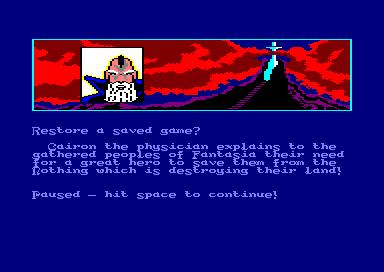 Restore a saved game?
Cairon the physician explains to the
gathered peoples of Fantasia their need
for a great hero to save them from the
Nothing which is destroying their land!
Paused - hit space to continue!